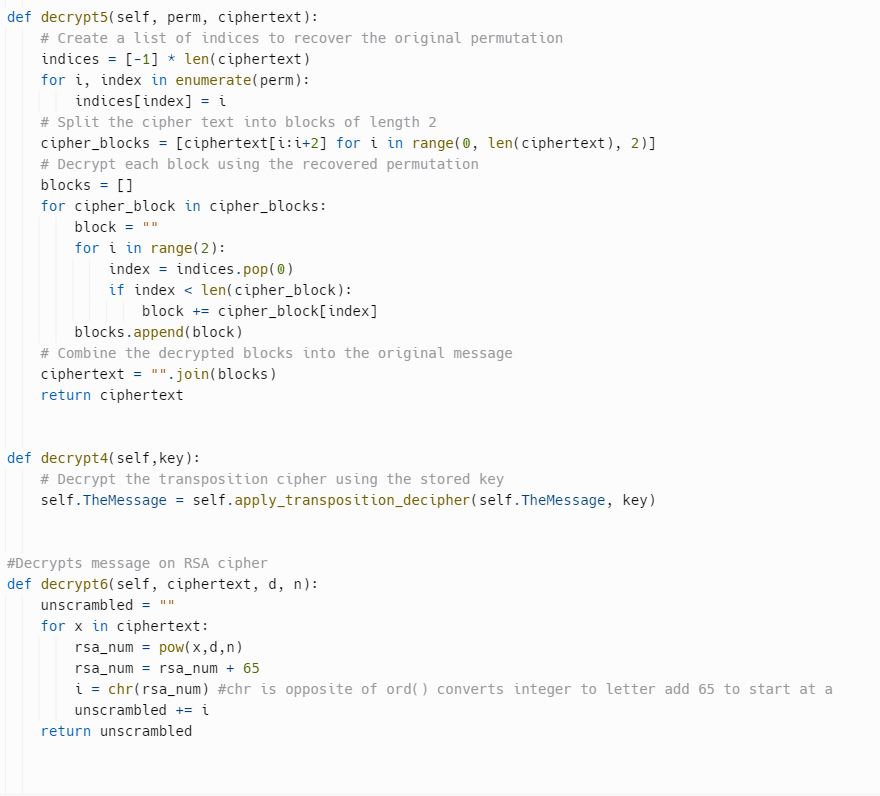 def decrypt5(self, perm, ciphertext):
    # Create a list of indices to recover the original permutation
    indices = [-1] * len(ciphertext)
    for i, index in enumerate(perm):
        indices[index] = i
    # Split the cipher text into blocks of length 2
    cipher_blocks = [ciphertext[i:i+2] for i in range(0, len(ciphertext), 2)]
    # Decrypt each block using the recovered permutation
    blocks = []
    for cipher_block in cipher_blocks:
        block = ""
        for i in range(2):
            index = indices.pop(0)
            if index < len(cipher_block):
                block += cipher_block[index]
        blocks.append(block)
    # Combine the decrypted blocks into the original message
    ciphertext = "".join(blocks)
    return ciphertext
def decrypt4(self,key):
    # Decrypt the transposition cipher using the stored key
    self.TheMessage = self.apply_transposition_decipher(self.TheMessage, key)
#Decrypts message on RSA cipher
def decrypt6(self, ciphertext, d, n):
    unscrambled = ""
    for x in ciphertext:
        rsa_num = pow(x,d,n)
        rsa_num = rsa_num + 65
        i = chr(rsa_num) #chr is opposite of ord() converts integer to letter add 65 to start at a
        unscrambled += i
    return unscrambled